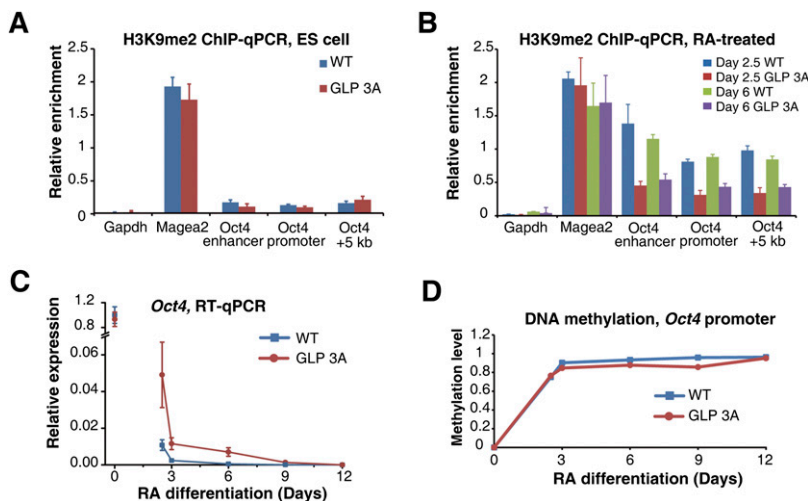 A
H3K9me2 ChIP-qPCR, ES cell
Relative enrichment
2.5
2
1.5
1
0.5
0
WT
GLP 3A
Gapdh Magea2 Oct4 Oct4 Oct4
enhancer promoter +5 kb
B
H3K9me2 ChIP-qPCR, RA-treated
Relative enrichment
2.5
2
1.5
1
0.5
0
Day 2.5 WT
Day 2.5 GLP 3A
Day 6 WT
Day 6 GLP 3A
Gapdh Magea2 Oct4 Oct4 Oct4
enhancer promoter +5 kb
C
Oct4, RT-qPCR
Relative expression
1.2
0.8
0.06
0.04
0.02
0.00
WT
GLP 3A
0 3 6 9 12
RA differentiation (Days)
D
DNA methylation, Oct4 promoter
Methylation level
1.2
1
0.8
0.6
0.4
0.2
0
WT
GLP 3A
0 3 6 9 12
RA differentiation (Days)